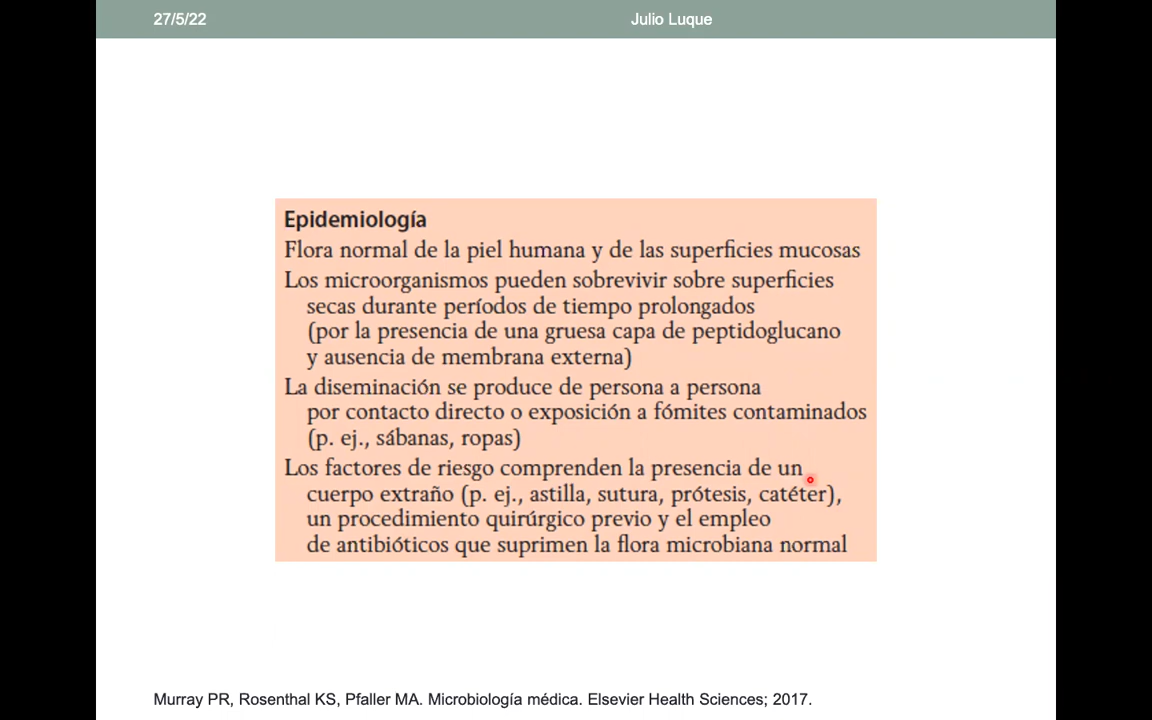 27/5/22
Julio Luque
Epidemiología
Flora normal de la piel humana y de las superficies mucosas
Los microorganismos pueden sobrevivir sobre superficies
secas durante períodos de tiempo prolongados
(por la presencia de una gruesa capa de peptidoglucano
y ausencia de membrana externa)
La diseminación se produce de persona a persona
por contacto directo o exposición a fómites contaminados
(p. ej., sábanas, ropas)
Los factores de riesgo comprenden la presencia de un
cuerpo extraño (p. ej., astilla, sutura, prótesis, catéter),
un procedimiento quirúrgico previo y el empleo
de antibióticos que suprimen la flora microbiana normal
Murray PR, Rosenthal KS, Pfaller MA. Microbiología médica. Elsevier Health Sciences; 2017.